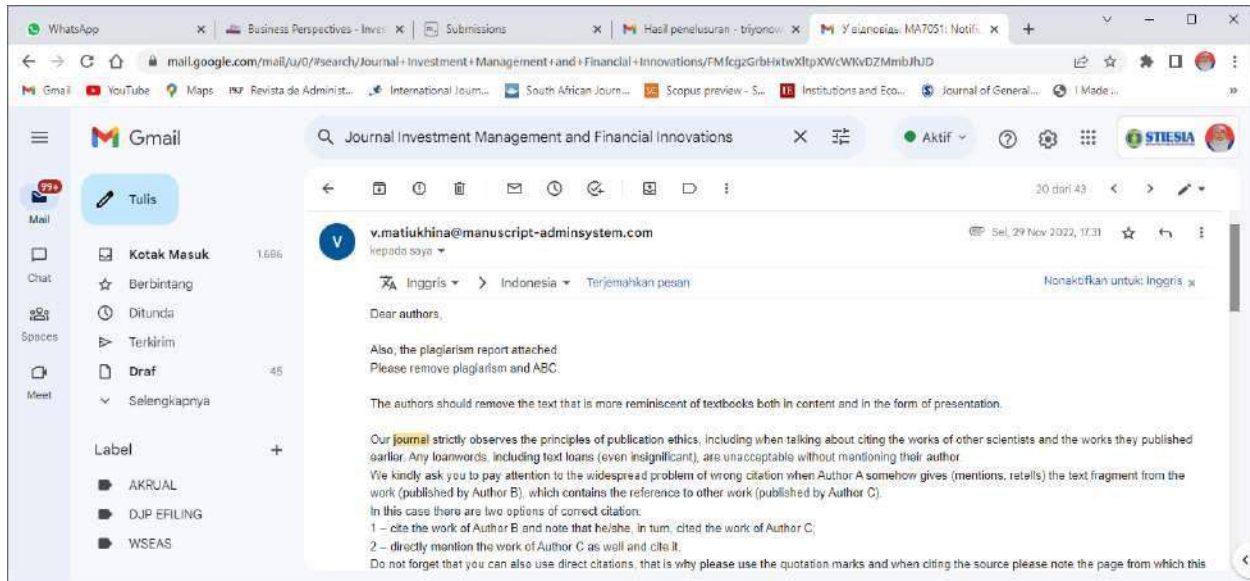 WhatsApp
Business Perspectives - Inves
Submissions
Hasil penelusuran - triyonow
У відповідь: MA7051: Notific
mail.google.com/mail/u/0/#search/Journal+Investment+Management+and+Financial+Innovations/FMfcgzGrbHxtwXltpXWcWKvDZMmbJhJD
Gmail
YouTube
Maps
Revista de Administ...
International Journ...
South African Journ...
Scopus preview - S...
Institutions and Eco...
Journal of General...
I Made ...
Gmail
Journal Investment Management and Financial Innovations
Aktif
STIESIA
99+
Mail
Chat
Spaces
Meet
Tulis
Kotak Masuk 1.686
Berbintang
Ditunda
Terkirim
Draf 45
Selengkapnya
Label
AKRUAL
DJP EFILING
WSEAS
20 dari 43
v.matiukhina@manuscript-adminsystem.com
Sel, 29 Nov 2022, 17.31
kepada saya
Inggris > Indonesia Terjemahkan pesan
Nonaktifkan untuk: Inggris x
Dear authors,
Also, the plagiarism report attached
Please remove plagiarism and ABC.
The authors should remove the text that is more reminiscent of textbooks both in content and in the form of presentation.
Our journal strictly observes the principles of publication ethics, including when talking about citing the works of other scientists and the works they published
earlier. Any loanwords, including text loans (even insignificant), are unacceptable without mentioning their author.
We kindly ask you to pay attention to the widespread problem of wrong citation when Author A somehow gives (mentions, retells) the text fragment from the
work (published by Author B), which contains the reference to other work (published by Author C).
In this case there are two options of correct citation:
1 – cite the work of Author B and note that he/she, in turn, cited the work of Author C;
2 – directly mention the work of Author C as well and cite it.
Do not forget that you can also use direct citations, that is why please use the quotation marks and when citing the source please note the page from which this